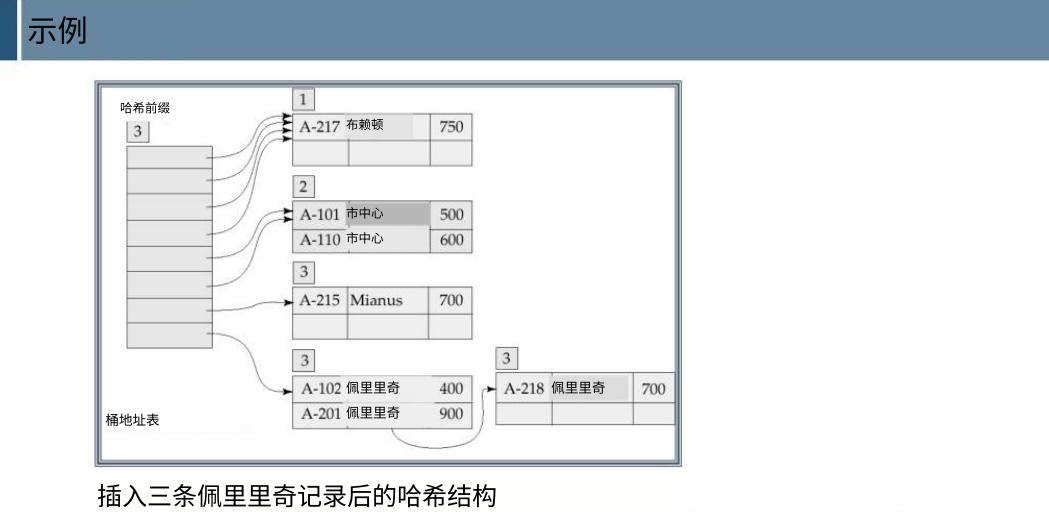 示例
哈希前缀
3
1
A-217 布赖顿 750
2
A-101 市中心 500
A-110 市中心 600
3
A-215 Mianus 700
3
A-102 佩里里奇 400
A-201 佩里里奇 900
3
A-218 佩里里奇 700
桶地址表
插入三条佩里里奇记录后的哈希结构